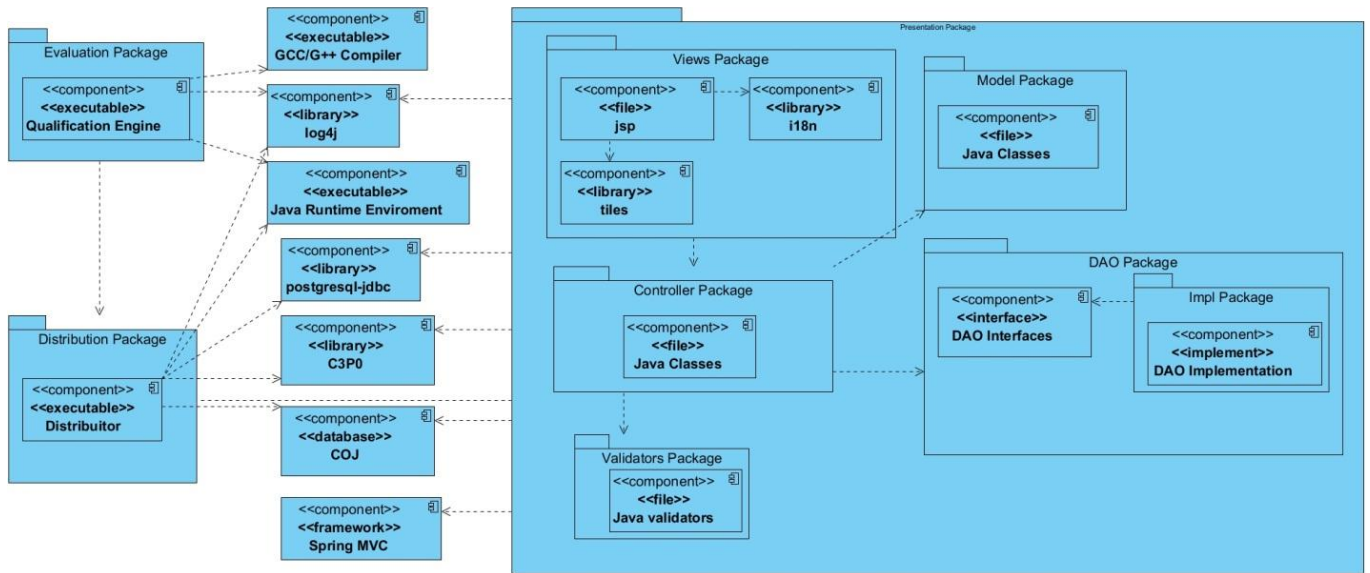 Evaluation Package
<<component>>
<<executable>>
Qualification Engine
Distribution Package
<<component>>
<<executable>>
Distribuitor
<<component>>
<<executable>>
GCC/G++ Compiler
<<component>>
<<library>>
log4j
<<component>>
<<executable>>
Java Runtime Enviroment
<<component>>
<<library>>
postgresql-jdbc
<<component>>
<<library>>
C3P0
<<component>>
<<database>>
COJ
<<component>>
<<framework>>
Spring MVC
Presentation Package
Views Package
<<component>>
<<file>>
jsp
<<component>>
<<library>>
i18n
<<component>>
<<library>>
tiles
Controller Package
<<component>>
<<file>>
Java Classes
Validators Package
<<component>>
<<file>>
Java validators
Model Package
<<component>>
<<file>>
Java Classes
DAO Package
<<component>>
<<interface>>
DAO Interfaces
Impl Package
<<component>>
<<implement>>
DAO Implementation